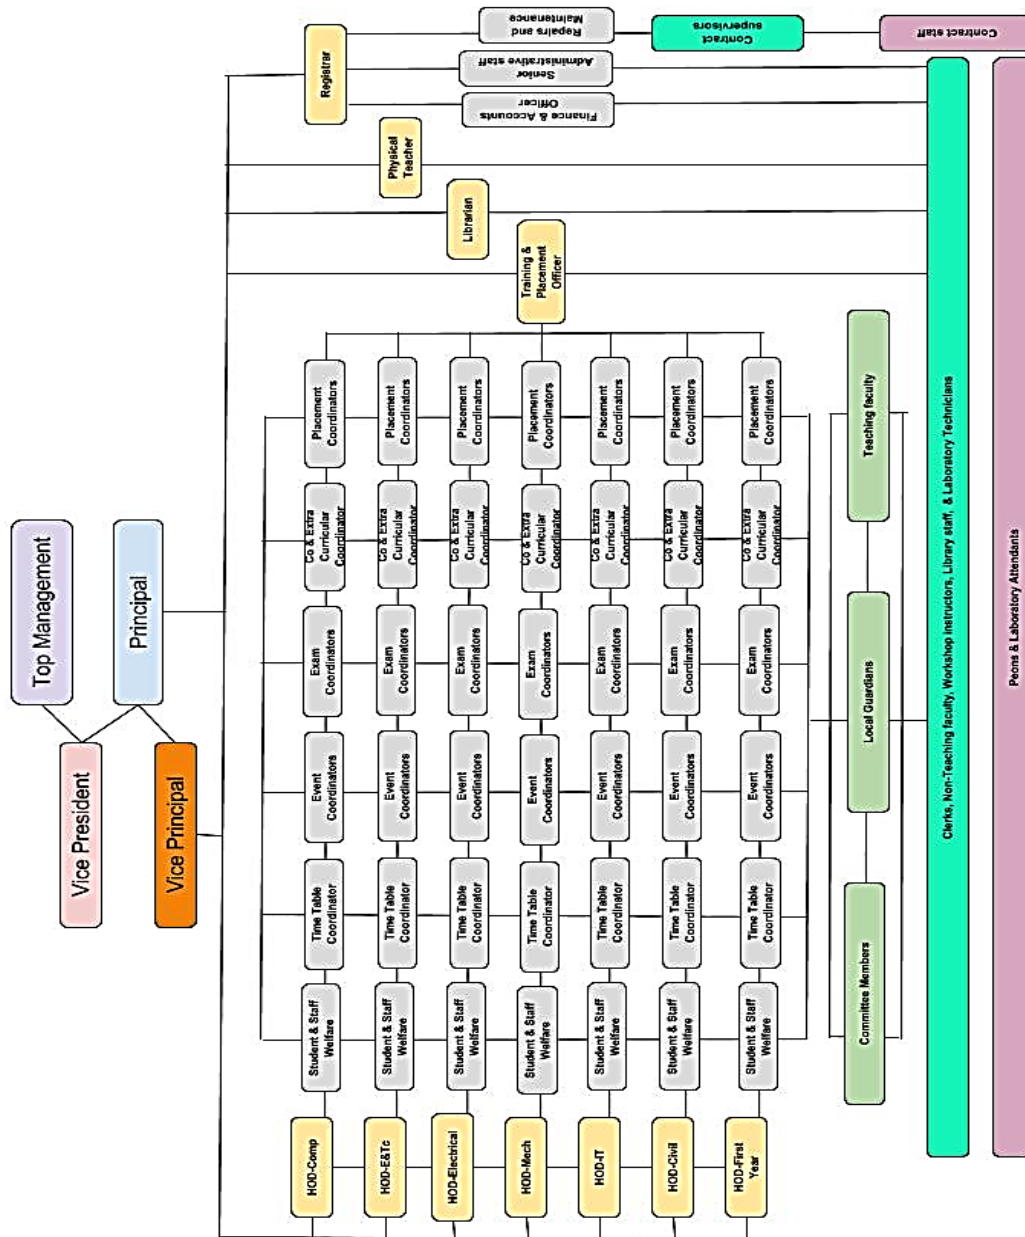 Top Management
Vice President
Principal
Vice Principal
HOD-Comp
Student & Staff
Welfare
Time Table
Coordinator
Event
Coordinators
Exam
Coordinators
Co & Extra
Curricular
Coordinator
Placement
Coordinators
HOD-E&Tc
Student & Staff
Welfare
Time Table
Coordinator
Event
Coordinators
Exam
Coordinators
Co & Extra
Curricular
Coordinator
Placement
Coordinators
HOD-Electrical
Student & Staff
Welfare
Time Table
Coordinator
Event
Coordinators
Exam
Coordinators
Co & Extra
Curricular
Coordinator
Placement
Coordinators
HOD-Mech
Student & Staff
Welfare
Time Table
Coordinator
Event
Coordinators
Exam
Coordinators
Co & Extra
Curricular
Coordinator
Placement
Coordinators
HOD-IT
Student & Staff
Welfare
Time Table
Coordinator
Event
Coordinators
Exam
Coordinators
Co & Extra
Curricular
Coordinator
Placement
Coordinators
HOD-Civil
Student & Staff
Welfare
Time Table
Coordinator
Event
Coordinators
Exam
Coordinators
Co & Extra
Curricular
Coordinator
Placement
Coordinators
HOD-First
Year
Student & Staff
Welfare
Time Table
Coordinator
Event
Coordinators
Exam
Coordinators
Co & Extra
Curricular
Coordinator
Placement
Coordinators
Training &
Placement
Officer
Librarian
Physical
Teacher
Registrar
Finance & Accounts
Officer
Senior
Administrative staff
Repairs and
Maintenance
Contract
supervisors
Contract staff
Committee Members
Local Guardians
Teaching faculty
Clerks, Non-Teaching faculty, Workshop instructors, Library staff, & Laboratory Technicians
Peons & Laboratory Attendants